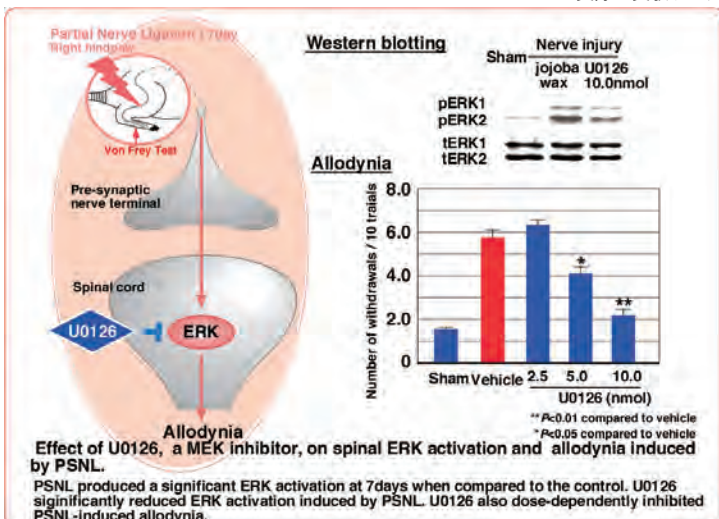 Partial Nerve Ligation 17day
Right hindpaw
Von Frey Test
Pre-synaptic
nerve terminal
Spinal cord
U0126
ERK
Allodynia
Western blotting
Nerve injury
Sham
jojoba U0126
wax 10.0nmol
pERK1
pERK2
tERK1
tERK2
Allodynia
Number of withdrawals / 10 troials
8.0
6.0
4.0
2.0
0
*
**
Sham Vehicle 2.5 5.0 10.0
U0126 (nmol)
**P<0.01 compared to vehicle
*P<0.05 compared to vehicle
Effect of U0126, a MEK inhibitor, on spinal ERK activation and allodynia induced
by PSNL.
PSNL produced a significant ERK activation at 7days when compared to the control. U0126
siginificantly reduced ERK activation induced by PSNL. U0126 also dose-dependently inhibited
PSNL-induced allodynia.